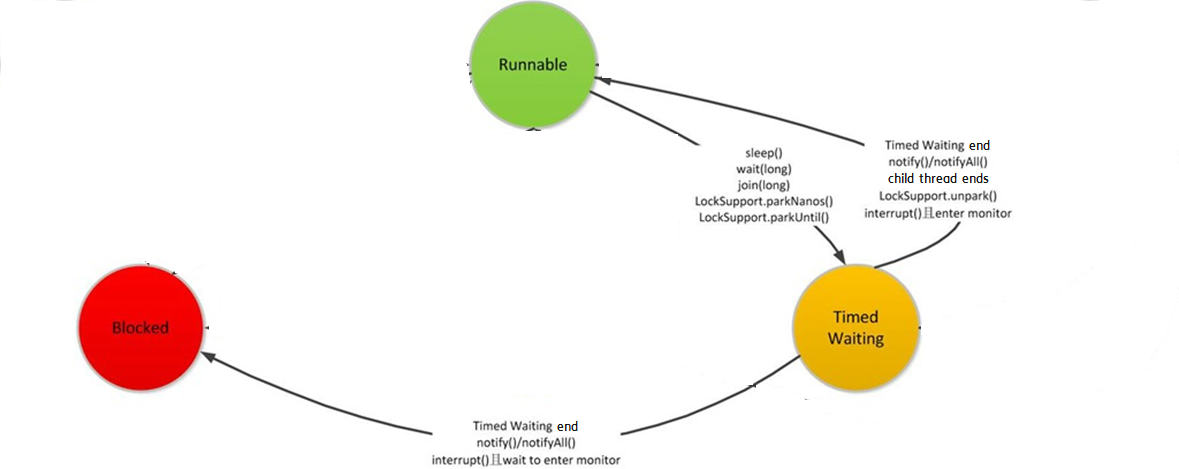 Runnable
sleep()
wait(long)
join(long)
LockSupport.parkNanos()
LockSupport.parkUntil()
Timed Waiting end
notify()/notifyAll()
child thread ends
LockSupport.unpark()
interrupt()且enter monitor
Blocked
Timed
Waiting
Timed Waiting end
notify()/notifyAll()
interrupt()且wait to enter monitor